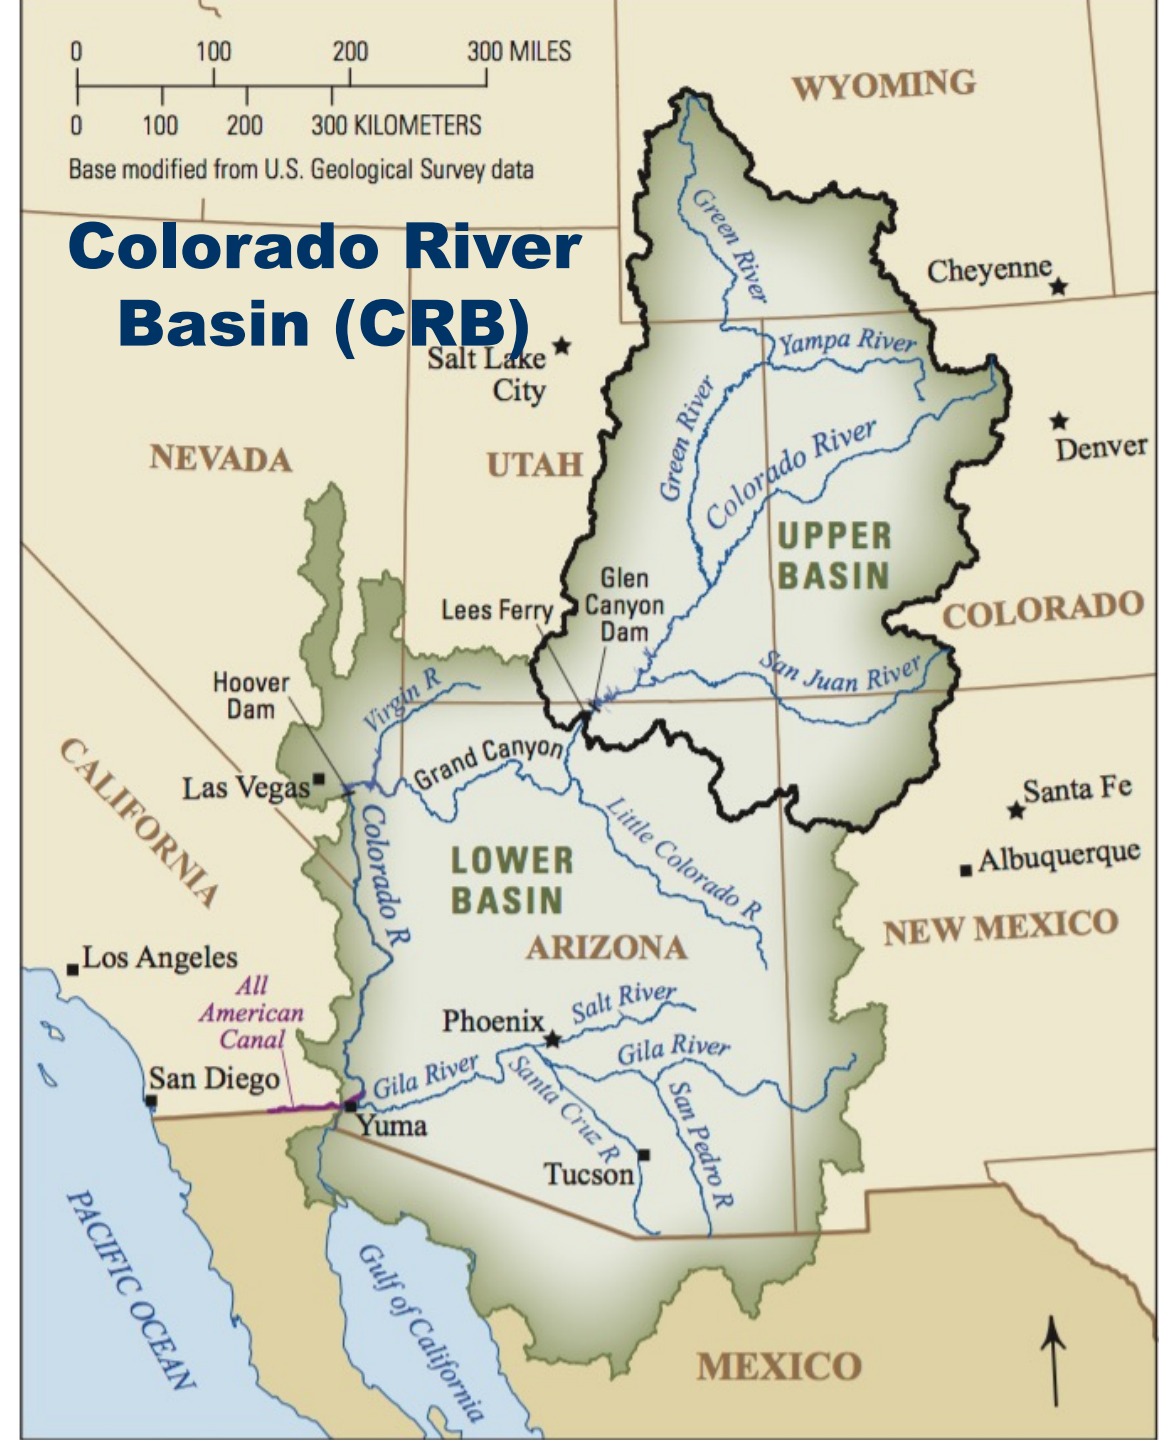 0 100 200 300 MILES
0 100 200 300 KILOMETERS
Base modified from U.S. Geological Survey data
Colorado River
Basin (CRB)
WYOMING
Green River
Cheyenne
Yampa River
Salt Lake
City
Green River
Colorado River
Denver
NEVADA
UTAH
UPPER
BASIN
Glen
Canyon
Dam
Lees Ferry
COLORADO
San Juan River
Hoover
Dam
Virgin R
Grand Canyon
Las Vegas
CALIFORNIA
Colorado R
Little Colorado R
Santa Fe
Albuquerque
LOWER
BASIN
ARIZONA
NEW MEXICO
Los Angeles
All
American
Canal
Salt River
Phoenix
Gila River
San Diego
Gila River
Santa Cruz R
San Pedro R
Yuma
Tucson
PACIFIC OCEAN
Gulf of California
MEXICO